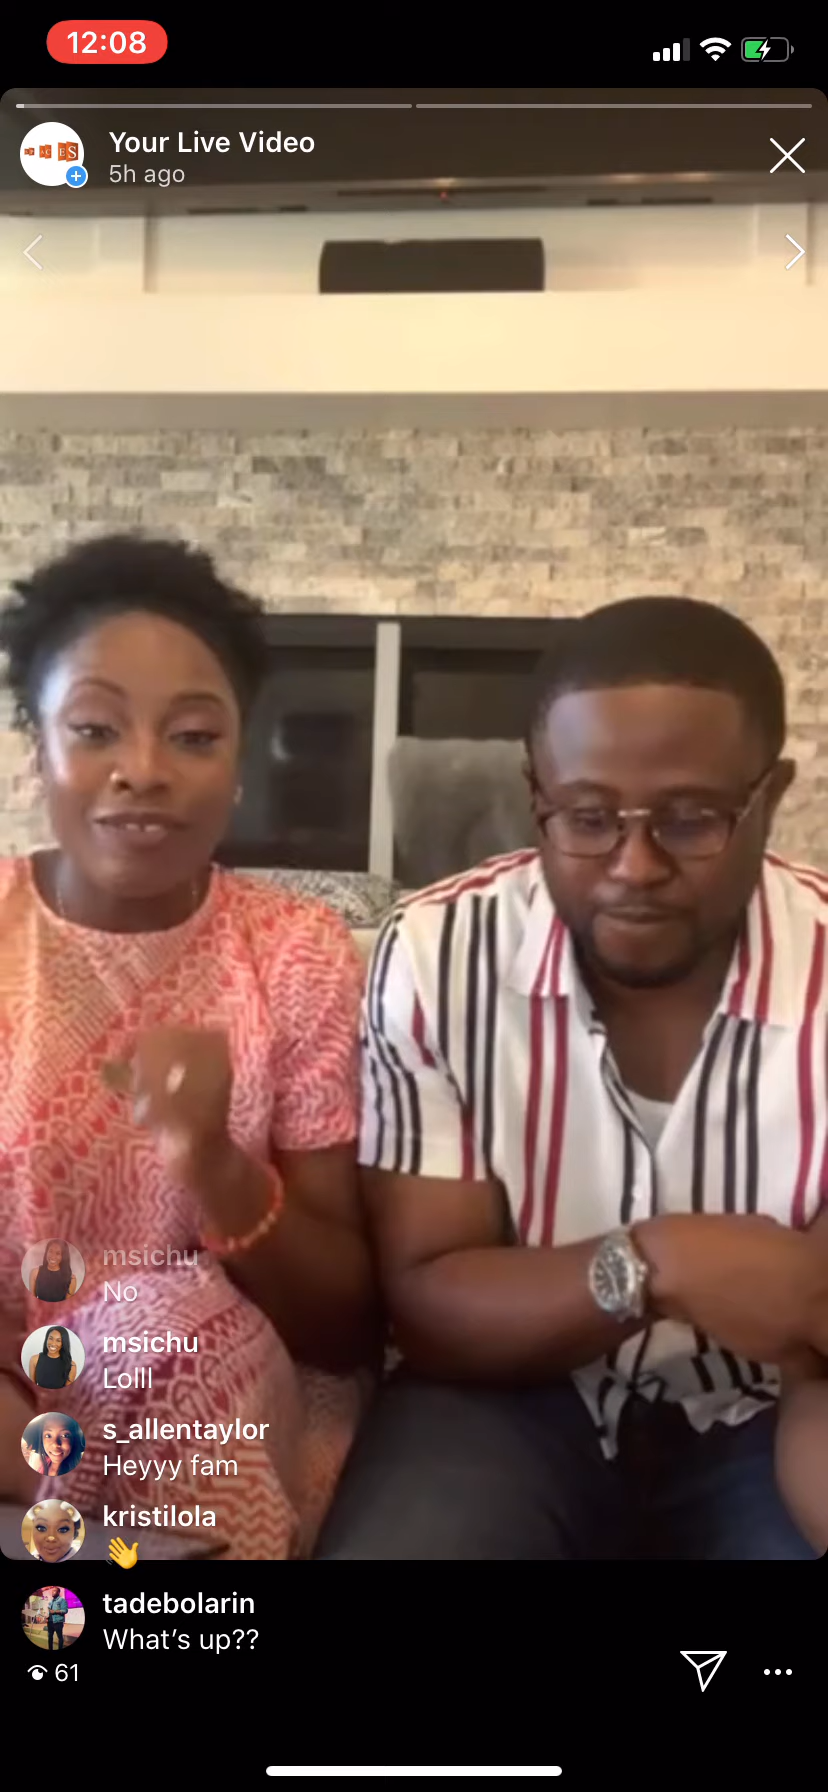 12:08
Your Live Video
5h ago
msichu
No
msichu
Lolll
s_allentaylor
Heyyy fam
kristilola
👋
tadebolarin
What's up??
61